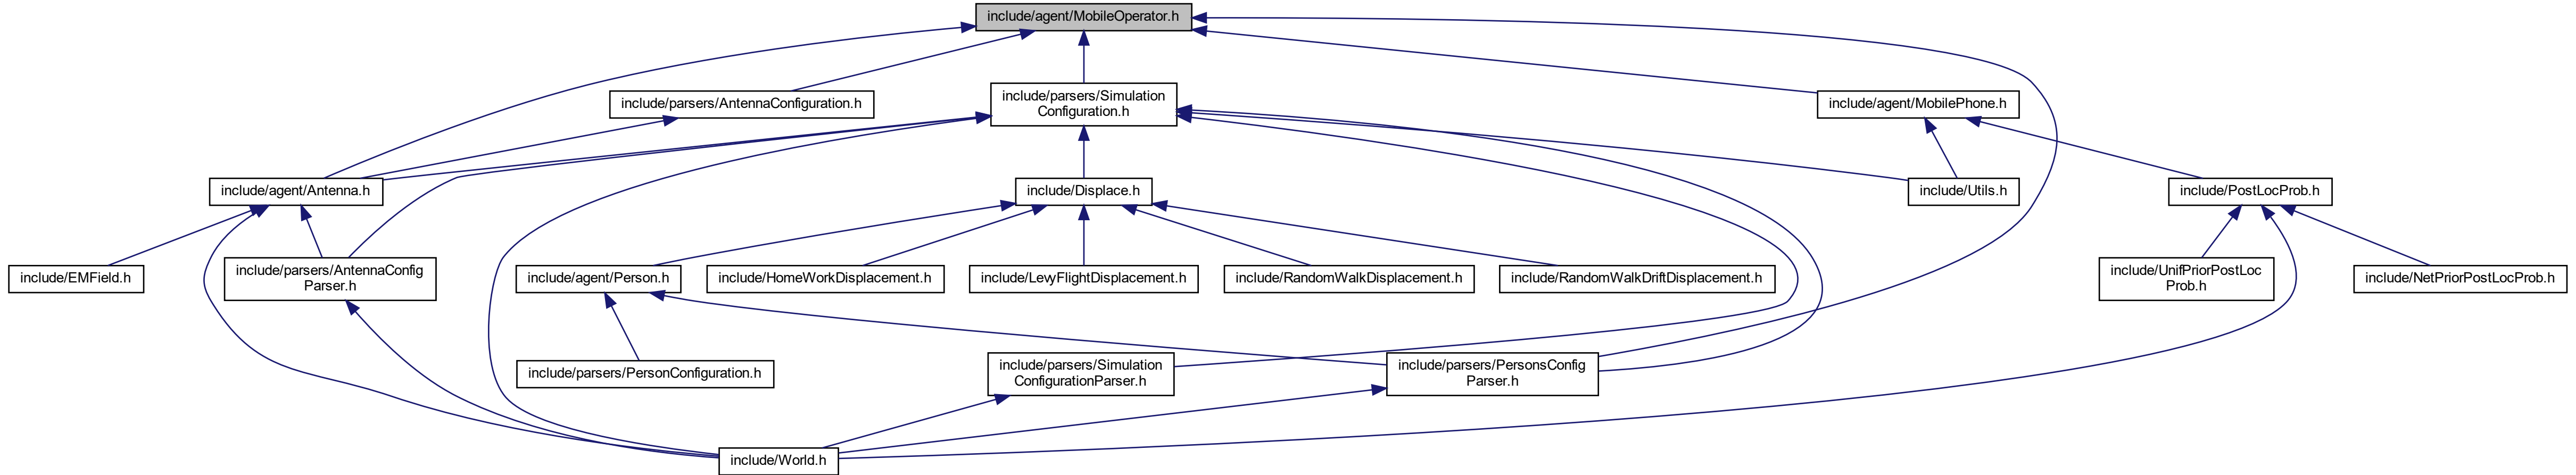 include/agent/MobileOperator.h
include/parsers/AntennaConfiguration.h
include/parsers/Simulation
Configuration.h
include/agent/MobilePhone.h
include/agent/Antenna.h
include/Displace.h
include/Utils.h
include/PostLocProb.h
include/EMField.h
include/parsers/AntennaConfig
Parser.h
include/agent/Person.h
include/HomeWorkDisplacement.h
include/LevyFlightDisplacement.h
include/RandomWalkDisplacement.h
include/RandomWalkDriftDisplacement.h
include/UnifPriorPostLoc
Prob.h
include/NetPriorPostLocProb.h
include/parsers/PersonConfiguration.h
include/parsers/Simulation
ConfigurationParser.h
include/parsers/PersonsConfig
Parser.h
include/World.h